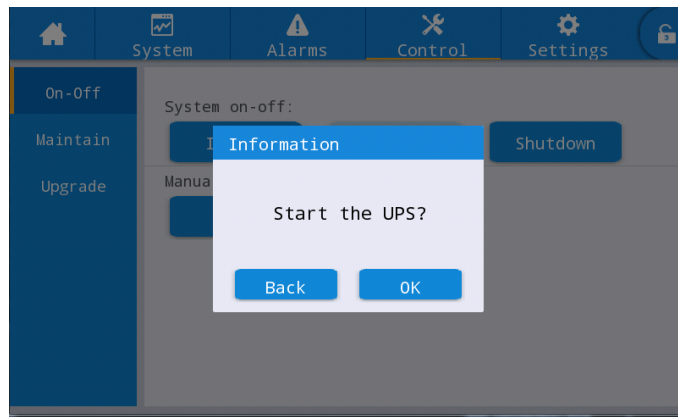 System Alarms Control Settings
On-Off
System on-off:
Information
Shutdown
Maintain
Upgrade
Start the UPS?
Back OK